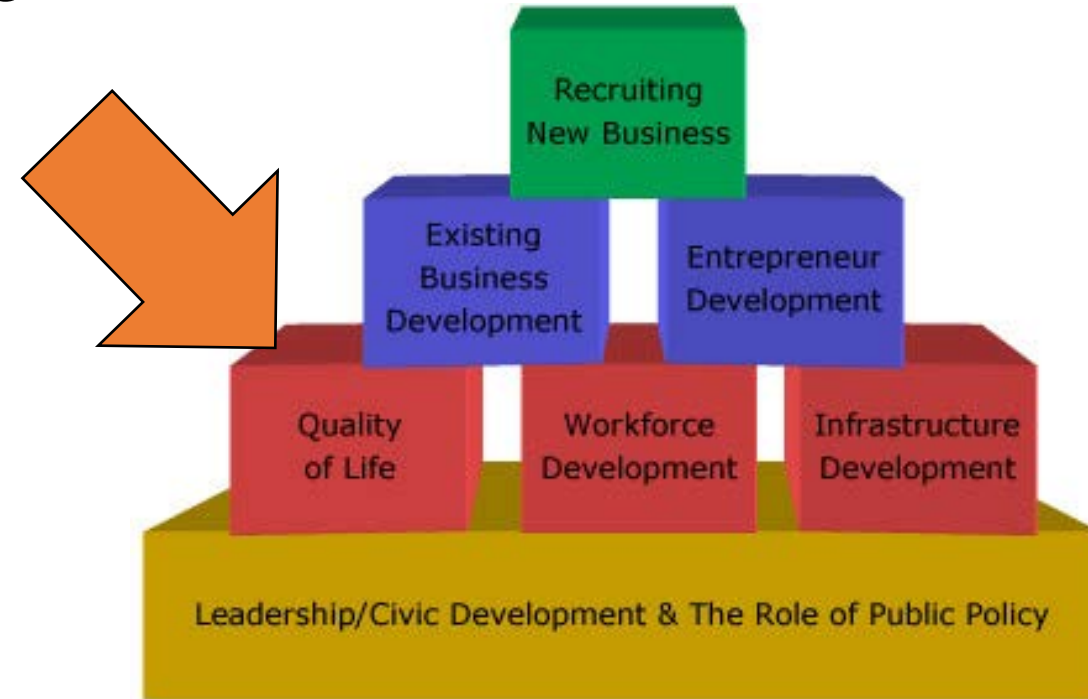 Recruiting
New Business
Existing
Business
Development
Entrepreneur
Development
Quality
of Life
Workforce
Development
Infrastructure
Development
Leadership/Civic Development & The Role of Public Policy